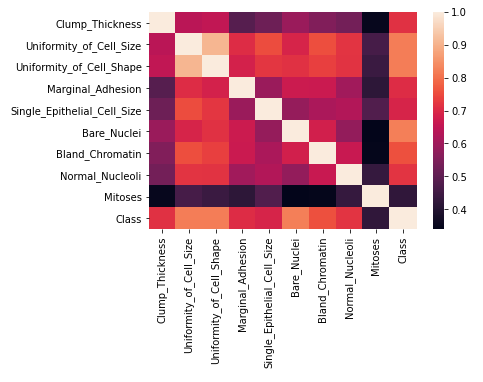 Clump_Thickness
Uniformity_of_Cell_Size
Uniformity_of_Cell_Shape
Marginal_Adhesion
Single_Epithelial_Cell_Size
Bare_Nuclei
Bland_Chromatin
Normal_Nucleoli
Mitoses
Class
Clump_Thickness
Uniformity_of_Cell_Size
Uniformity_of_Cell_Shape
Marginal_Adhesion
Single_Epithelial_Cell_Size
Bare_Nuclei
Bland_Chromatin
Normal_Nucleoli
Mitoses
Class
1.0
0.9
0.8
0.7
0.6
0.5
0.4